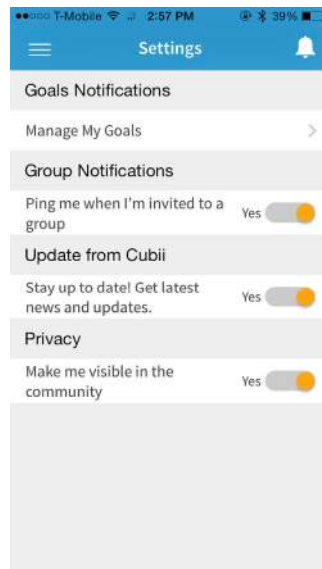 T-Mobile 2:57 PM 39%
Settings
Goals Notifications
Manage My Goals
Group Notifications
Ping me when I'm invited to a
group
Yes
Update from Cubii
Stay up to date! Get latest
news and updates.
Yes
Privacy
Make me visible in the
community
Yes